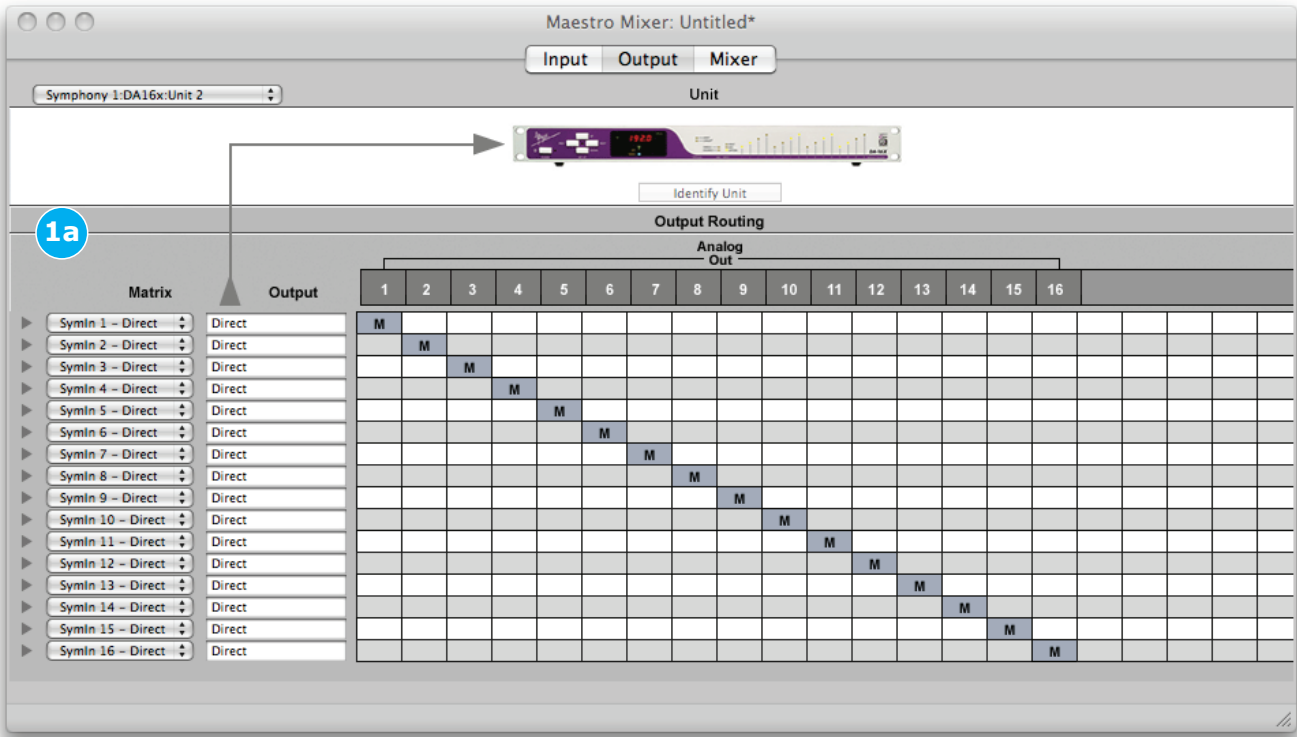 Maestro Mixer: Untitled*
Input Output Mixer
Symphony 1:DA16x:Unit 2
Unit
192.0
Identify Unit
1a
Output Routing
Analog
Out
Matrix Output 1 2 3 4 5 6 7 8 9 10 11 12 13 14 15 16
SymIn 1 – Direct Direct M
SymIn 2 – Direct Direct M
SymIn 3 – Direct Direct M
SymIn 4 – Direct Direct M
SymIn 5 – Direct Direct M
SymIn 6 – Direct Direct M
SymIn 7 – Direct Direct M
SymIn 8 – Direct Direct M
SymIn 9 – Direct Direct M
SymIn 10 – Direct Direct M
SymIn 11 – Direct Direct M
SymIn 12 – Direct Direct M
SymIn 13 – Direct Direct M
SymIn 14 – Direct Direct M
SymIn 15 – Direct Direct M
SymIn 16 – Direct Direct M